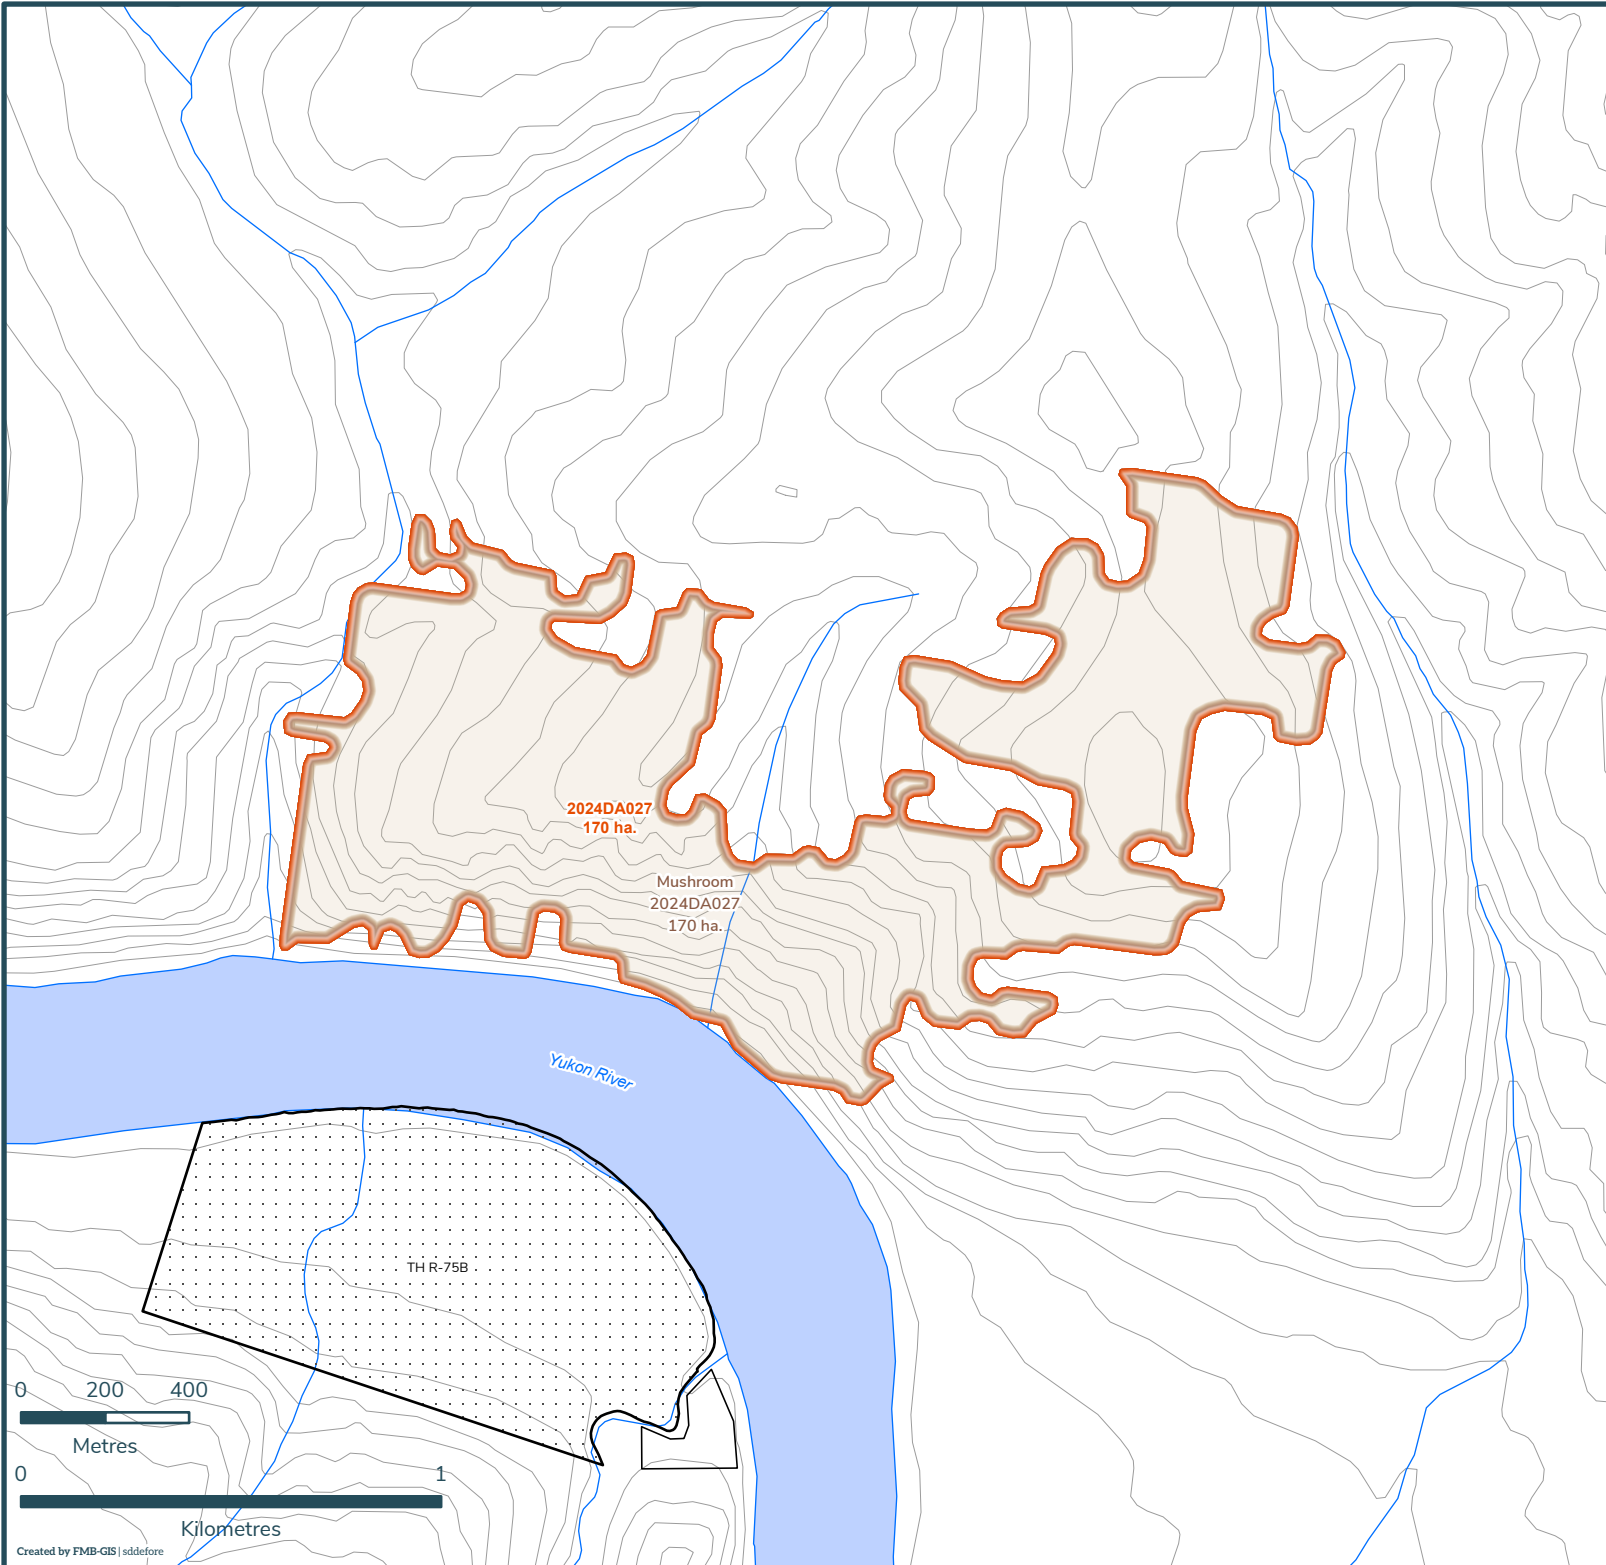 2024DA027
170 ha.
Mushroom
2024DA027
170 ha.
Yukon River
TH R-75B
0 200 400
Metres
0 1
Kilometres
Created by FMB-GIS | sddefore